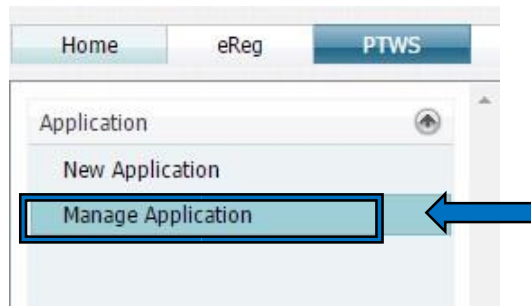 Home eReg PTWS
Application
New Application
Manage Application